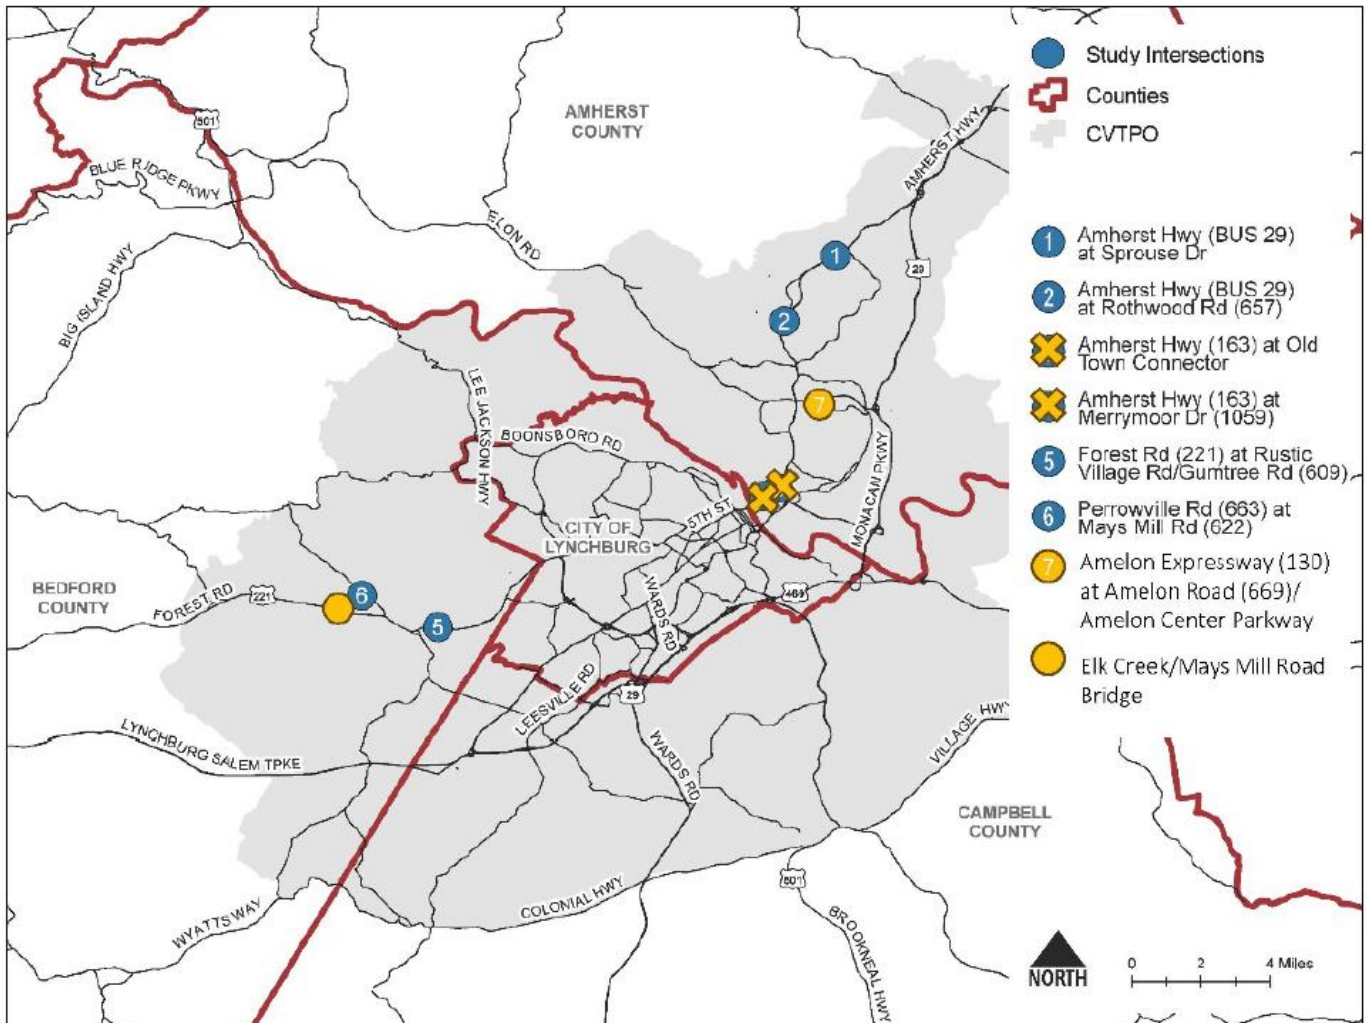 AMHERST
COUNTY
501
BLUE RIDGE PKWY
ELON RD
AMHERST HWY
29
BIG ISLAND HWY
1
2
LEE JACKSON HWY
BOONSBORO RD
7
MONACAN PKWY
5TH ST
CITY OF
LYNCHBURG
BEDFORD
COUNTY
FOREST RD
221
6
5
WARDS RD
460
LEESVILLE RD
29
LYNCHBURG SALEM TPKE
WARDS RD
VILLAGE HWY
CAMPBELL
COUNTY
501
COLONIAL HWY
WYATTS WAY
BROOKNEAL HWY
Study Intersections
Counties
CVTPO
1 Amherst Hwy (BUS 29)
at Sprouse Dr
2 Amherst Hwy (BUS 29)
at Rothwood Rd (657)
Amherst Hwy (163) at Old
Town Connector
Amherst Hwy (163) at
Merrymoor Dr (1059)
5 Forest Rd (221) at Rustic
Village Rd/Gumtree Rd (609)
6 Perrowville Rd (663) at
Mays Mill Rd (622)
7 Amelon Expressway (130)
at Amelon Road (669)/
Amelon Center Parkway
Elk Creek/Mays Mill Road
Bridge
NORTH
0 2 4 Miles